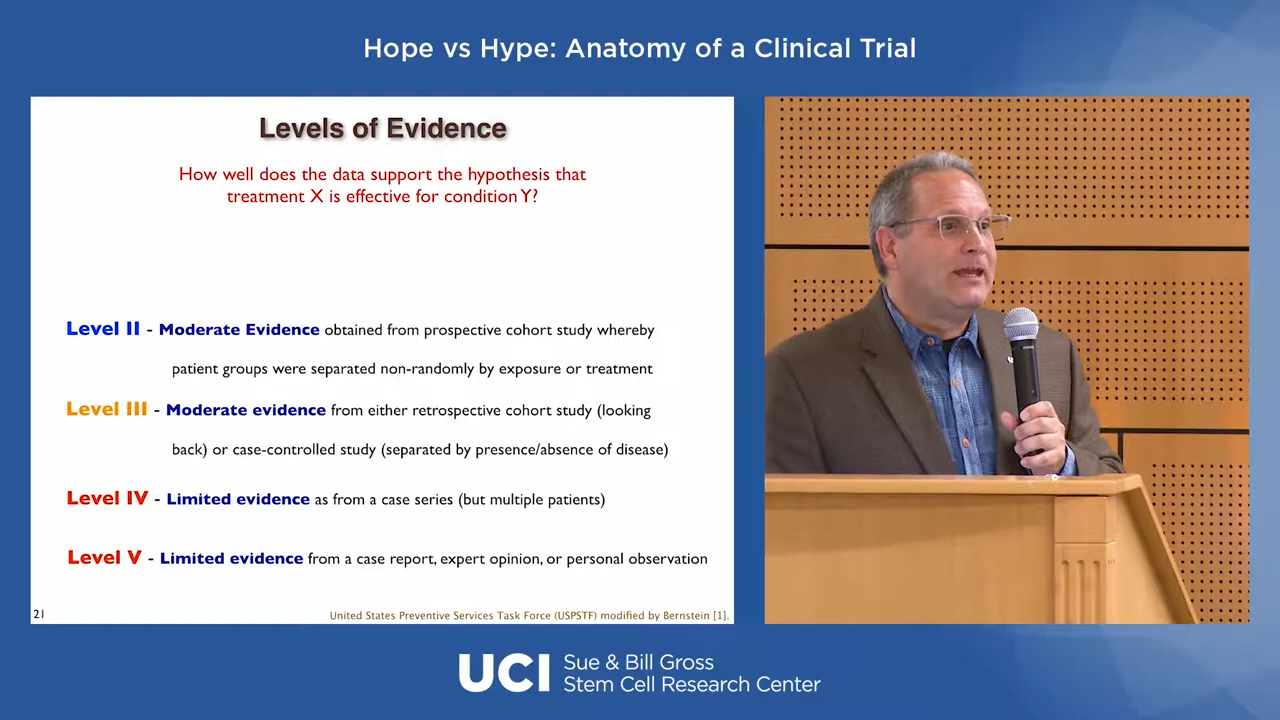 Hope vs Hype: Anatomy of a Clinical Trial
Levels of Evidence
How well does the data support the hypothesis that
treatment X is effective for condition Y?
Level II - Moderate Evidence obtained from prospective cohort study whereby
patient groups were separated non-randomly by exposure or treatment
Level III - Moderate evidence from either retrospective cohort study (looking
back) or case-controlled study (separated by presence/absence of disease)
Level IV - Limited evidence as from a case series (but multiple patients)
Level V - Limited evidence from a case report, expert opinion, or personal observation
21
United States Preventive Services Task Force (USPSTF) modified by Bernstein [1].
UCI
Sue & Bill Gross
Stem Cell Research Center